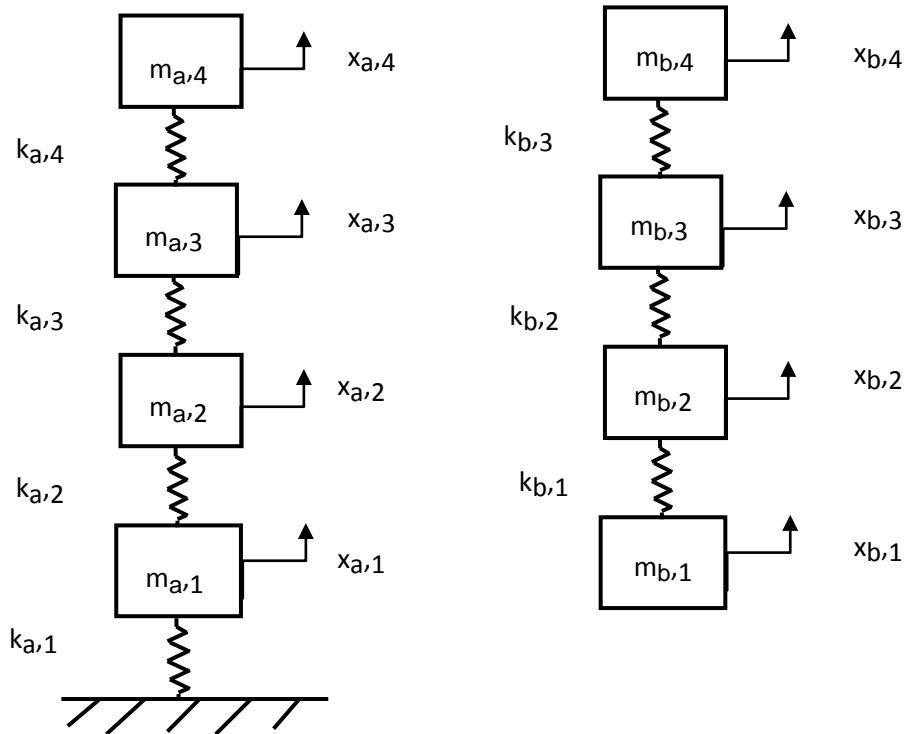 m_a,4
x_a,4
k_a,4
m_a,3
x_a,3
k_a,3
m_a,2
x_a,2
k_a,2
m_a,1
x_a,1
k_a,1
m_b,4
x_b,4
k_b,3
m_b,3
x_b,3
k_b,2
m_b,2
x_b,2
k_b,1
m_b,1
x_b,1